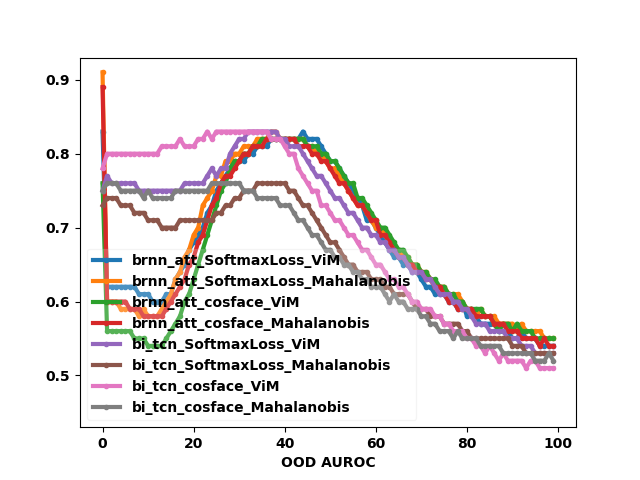 0.9
0.8
0.7
0.6
0.5
brnn_att_SoftmaxLoss_ViM
brnn_att_SoftmaxLoss_Mahalanobis
brnn_att_cosface_ViM
brnn_att_cosface_Mahalanobis
bi_tcn_SoftmaxLoss_ViM
bi_tcn_SoftmaxLoss_Mahalanobis
bi_tcn_cosface_ViM
bi_tcn_cosface_Mahalanobis
0 20 40 60 80 100
OOD AUROC